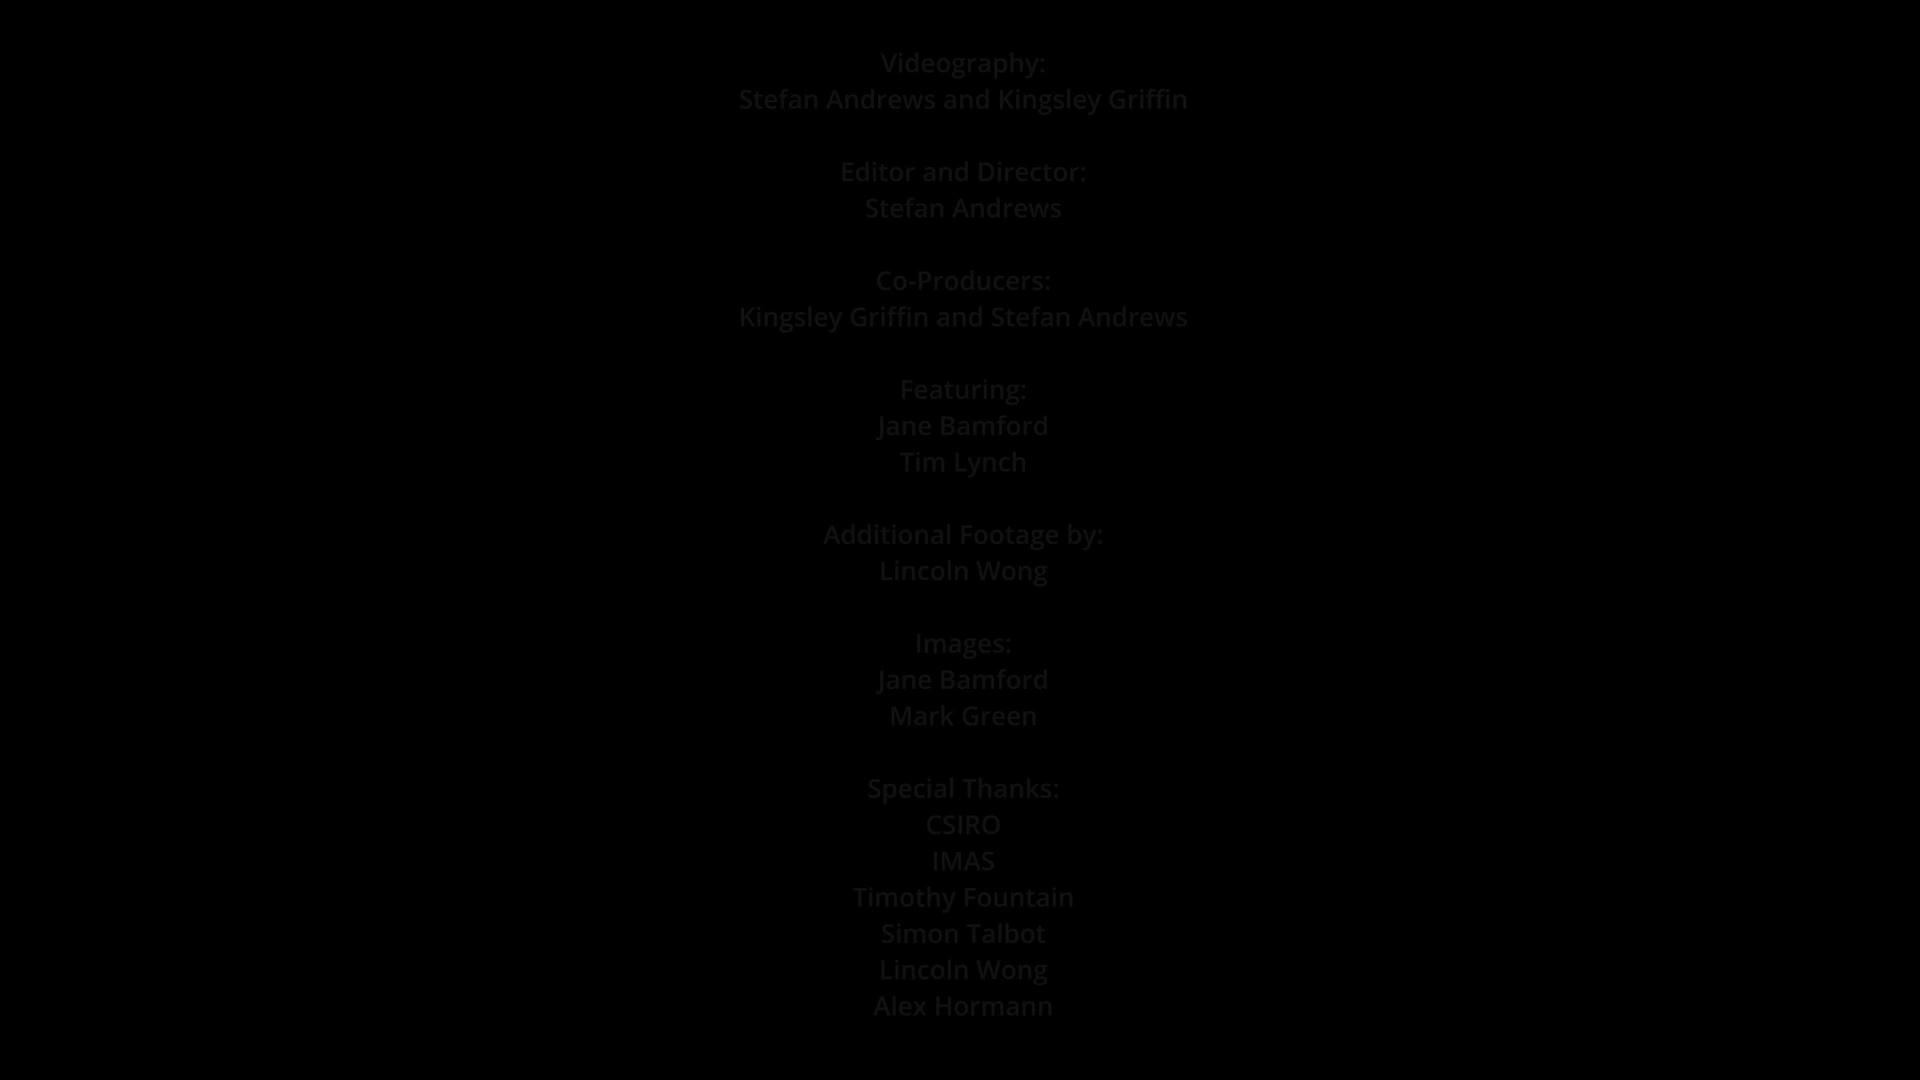 Videography:
Stefan Andrews and Kingsley Griffin
Editor and Director:
Stefan Andrews
Co-Producers:
Kingsley Griffin and Stefan Andrews
Featuring:
Jane Bamford
Tim Lynch
Additional Footage by:
Lincoln Wong
Images:
Jane Bamford
Mark Green
Special Thanks:
CSIRO
IMAS
Timothy Fountain
Simon Talbot
Lincoln Wong
Alex Hormann